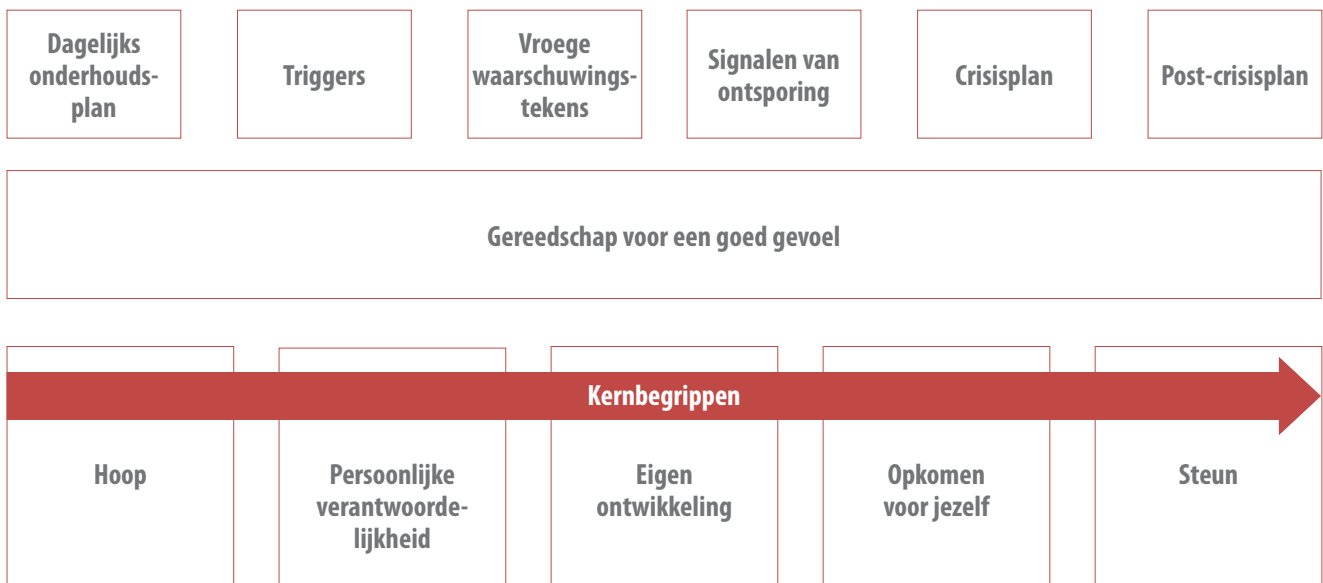 Dagelijks
onderhouds-
plan
Triggers
Vroege
waarschuwings-
tekens
Signalen van
ontsporing
Crisisplan
Post-crisisplan
Gereedschap voor een goed gevoel
Kernbegrippen
Hoop
Persoonlijke
verantwoorde-
lijkheid
Eigen
ontwikkeling
Opkomen
voor jezelf
Steun